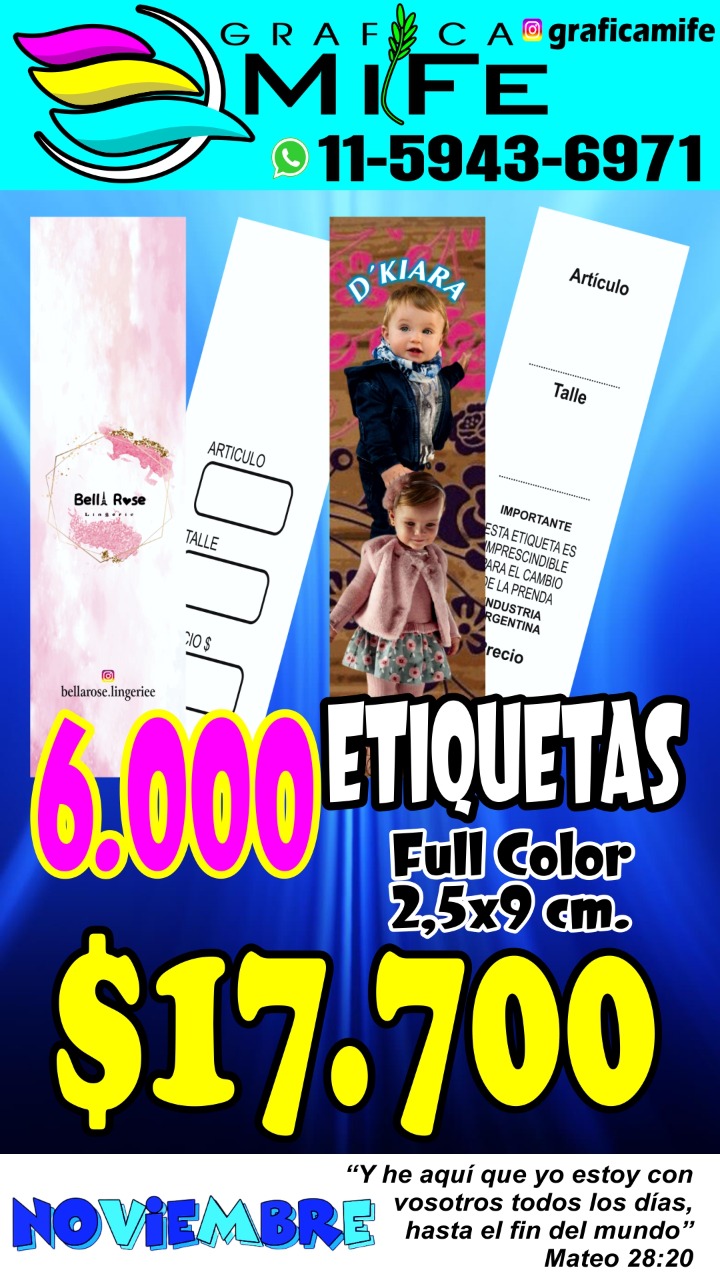 GRAFICA
MiFE
graficamife
11-5943-6971
Bella Rose
Lingerie
bellarose.lingeriee
ARTICULO
TALLE
CIO $
D´KIARA
Artículo
Talle
IMPORTANTE
ESTA ETIQUETA ES
IMPRESCINDIBLE
PARA EL CAMBIO
DE LA PRENDA
INDUSTRIA
ARGENTINA
Precio
6.000
ETIQUETAS
Full Color
2,5x9 cm.
$17.700
NOViEMBRE
“Y he aquí que yo estoy con
vosotros todos los días,
hasta el fin del mundo”
Mateo 28:20